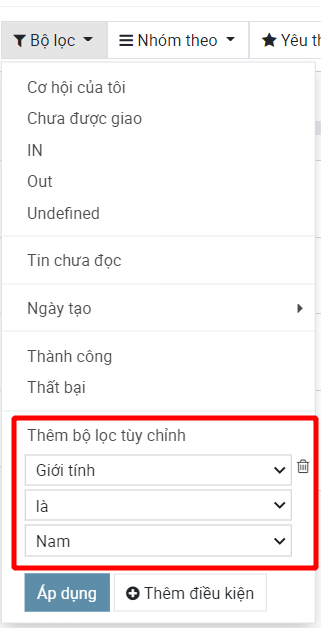 Bộ lọc Nhóm theo Yêu th
Cơ hội của tôi
Chưa được giao
IN
Out
Undefined
Tin chưa đọc
Ngày tạo
Thành công
Thất bại
Thêm bộ lọc tùy chỉnh
Giới tính
là
Nam
Áp dụng Thêm điều kiện